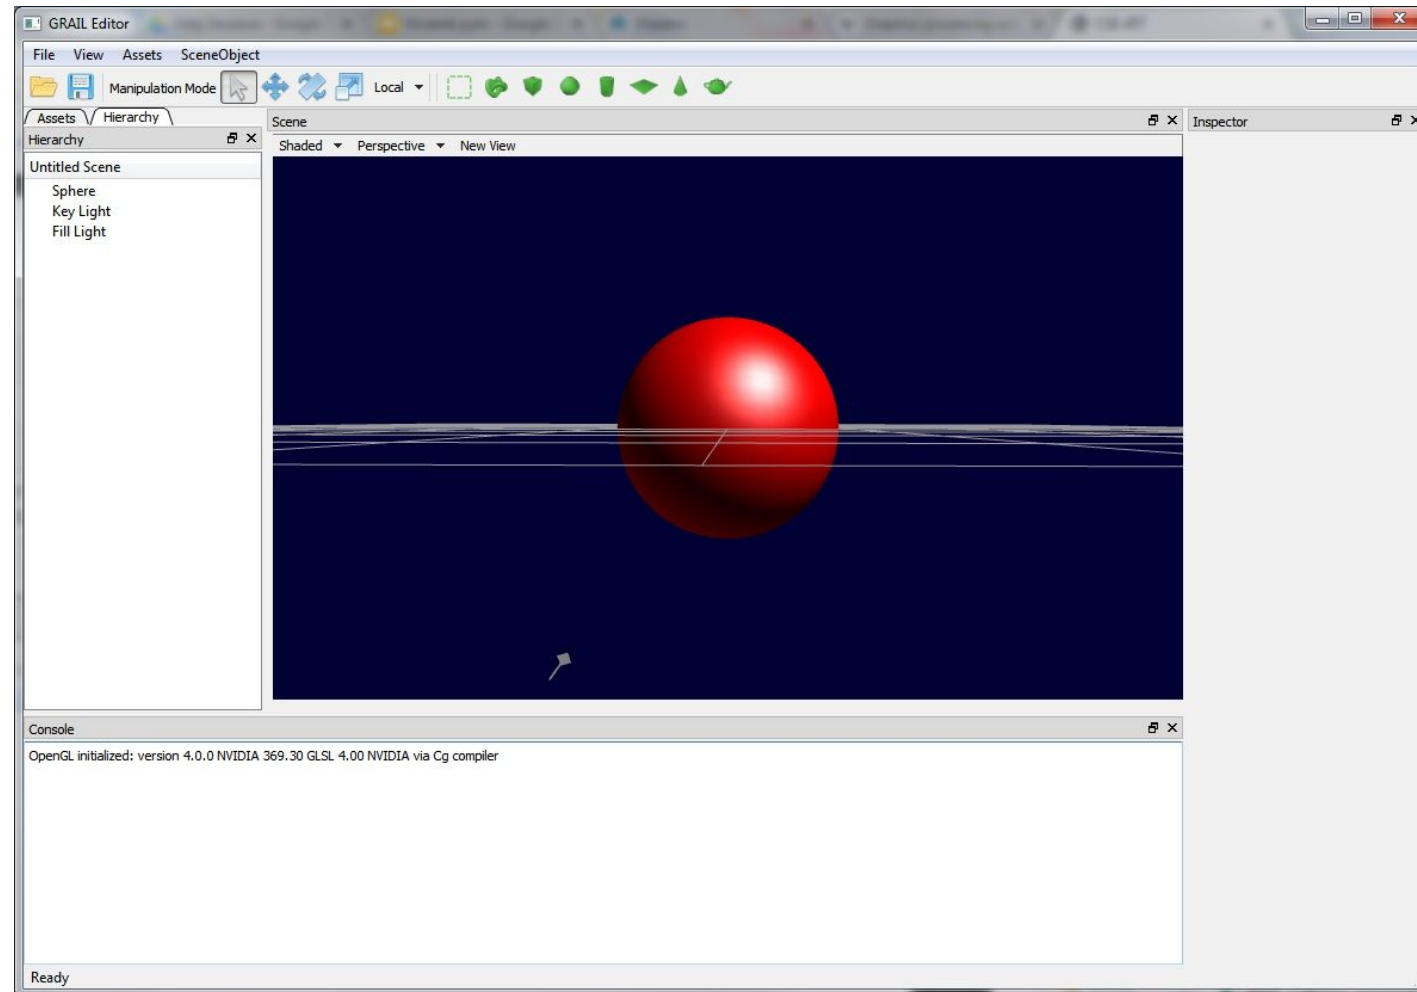 GRAIL Editor
File View Assets SceneObject
Manipulation Mode Local
Assets Hierarchy
Hierarchy
Untitled Scene
Sphere
Key Light
Fill Light
Scene
Shaded Perspective New View
Inspector
Console
OpenGL initialized: version 4.0.0 NVIDIA 369.30 GLSL 4.00 NVIDIA via Cg compiler
Ready